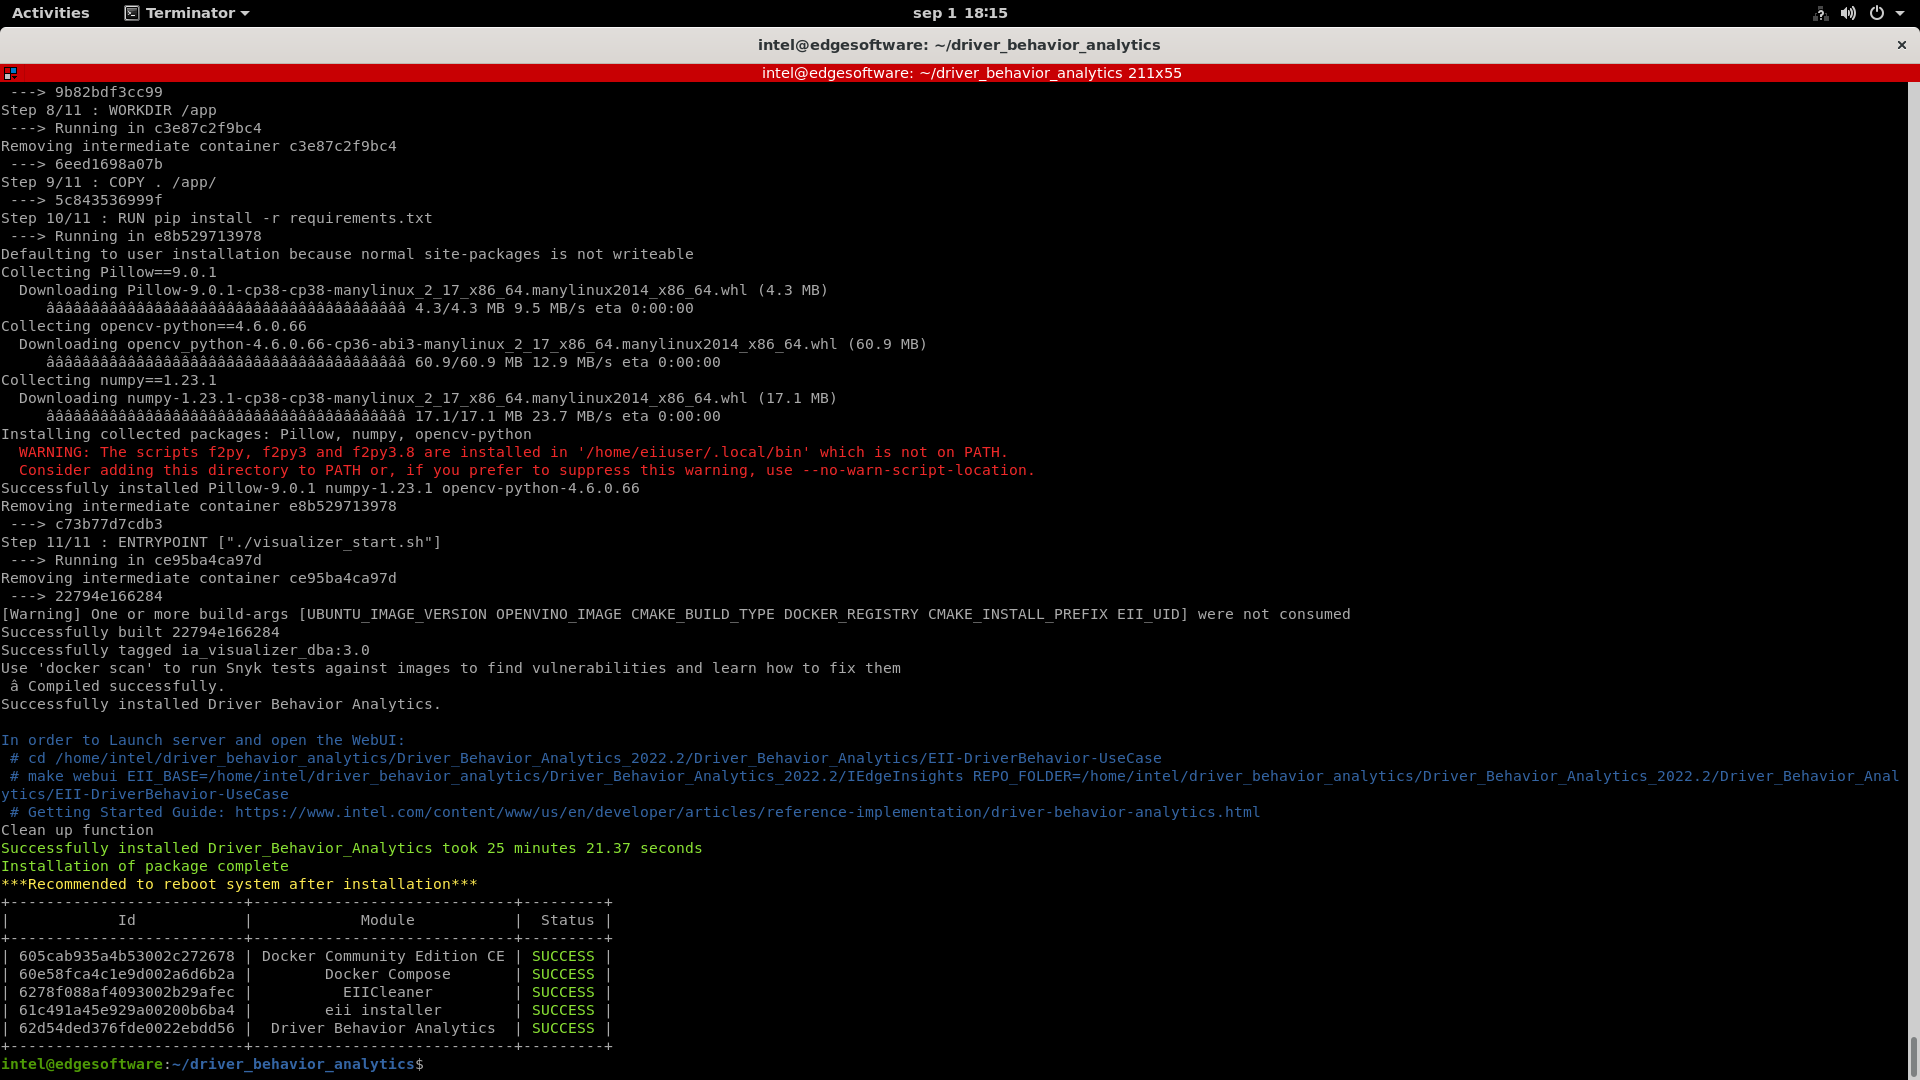 Activities Terminator sep 1 18:15
intel@edgesoftware: ~/driver_behavior_analytics
intel@edgesoftware: ~/driver_behavior_analytics 211x55
 ---> 9b82bdf3cc99
Step 8/11 : WORKDIR /app
 ---> Running in c3e87c2f9bc4
Removing intermediate container c3e87c2f9bc4
 ---> 6eed1698a07b
Step 9/11 : COPY . /app/
 ---> 5c843536999f
Step 10/11 : RUN pip install -r requirements.txt
 ---> Running in e8b529713978
Defaulting to user installation because normal site-packages is not writeable
Collecting Pillow==9.0.1
  Downloading Pillow-9.0.1-cp38-cp38-manylinux_2_17_x86_64.manylinux2014_x86_64.whl (4.3 MB)
     ââââââââââââââââââââââââââââââââââââââââ 4.3/4.3 MB 9.5 MB/s eta 0:00:00
Collecting opencv-python==4.6.0.66
  Downloading opencv_python-4.6.0.66-cp36-abi3-manylinux_2_17_x86_64.manylinux2014_x86_64.whl (60.9 MB)
     ââââââââââââââââââââââââââââââââââââââââ 60.9/60.9 MB 12.9 MB/s eta 0:00:00
Collecting numpy==1.23.1
  Downloading numpy-1.23.1-cp38-cp38-manylinux_2_17_x86_64.manylinux2014_x86_64.whl (17.1 MB)
     ââââââââââââââââââââââââââââââââââââââââ 17.1/17.1 MB 23.7 MB/s eta 0:00:00
Installing collected packages: Pillow, numpy, opencv-python
  WARNING: The scripts f2py, f2py3 and f2py3.8 are installed in '/home/eiiuser/.local/bin' which is not on PATH.
  Consider adding this directory to PATH or, if you prefer to suppress this warning, use --no-warn-script-location.
Successfully installed Pillow-9.0.1 numpy-1.23.1 opencv-python-4.6.0.66
Removing intermediate container e8b529713978
 ---> c73b77d7cdb3
Step 11/11 : ENTRYPOINT ["./visualizer_start.sh"]
 ---> Running in ce95ba4ca97d
Removing intermediate container ce95ba4ca97d
 ---> 22794e166284
[Warning] One or more build-args [UBUNTU_IMAGE_VERSION OPENVINO_IMAGE CMAKE_BUILD_TYPE DOCKER_REGISTRY CMAKE_INSTALL_PREFIX EII_UID] were not consumed
Successfully built 22794e166284
Successfully tagged ia_visualizer_dba:3.0
Use 'docker scan' to run Snyk tests against images to find vulnerabilities and learn how to fix them
 â Compiled successfully.
Successfully installed Driver Behavior Analytics.

In order to Launch server and open the WebUI:
 # cd /home/intel/driver_behavior_analytics/Driver_Behavior_Analytics_2022.2/Driver_Behavior_Analytics/EII-DriverBehavior-UseCase
 # make webui EII_BASE=/home/intel/driver_behavior_analytics/Driver_Behavior_Analytics_2022.2/IEdgeInsights REPO_FOLDER=/home/intel/driver_behavior_analytics/Driver_Behavior_Analytics_2022.2/Driver_Behavior_Anal
ytics/EII-DriverBehavior-UseCase
 # Getting Started Guide: https://www.intel.com/content/www/us/en/developer/articles/reference-implementation/driver-behavior-analytics.html
Clean up function
Successfully installed Driver_Behavior_Analytics took 25 minutes 21.37 seconds
Installation of package complete
***Recommended to reboot system after installation***
+--------------------------+-----------------------------+---------+
|            Id            |            Module           |  Status |
+--------------------------+-----------------------------+---------+
| 605cab935a4b53002c272678 | Docker Community Edition CE | SUCCESS |
| 60e58fca4c1e9d002a6d6b2a |        Docker Compose       | SUCCESS |
| 6278f088af4093002b29afec |          EIICleaner         | SUCCESS |
| 61c491a45e929a00200b6ba4 |        eii installer        | SUCCESS |
| 62d54ded376fde0022ebdd56 |  Driver Behavior Analytics  | SUCCESS |
+--------------------------+-----------------------------+---------+
intel@edgesoftware:~/driver_behavior_analytics$